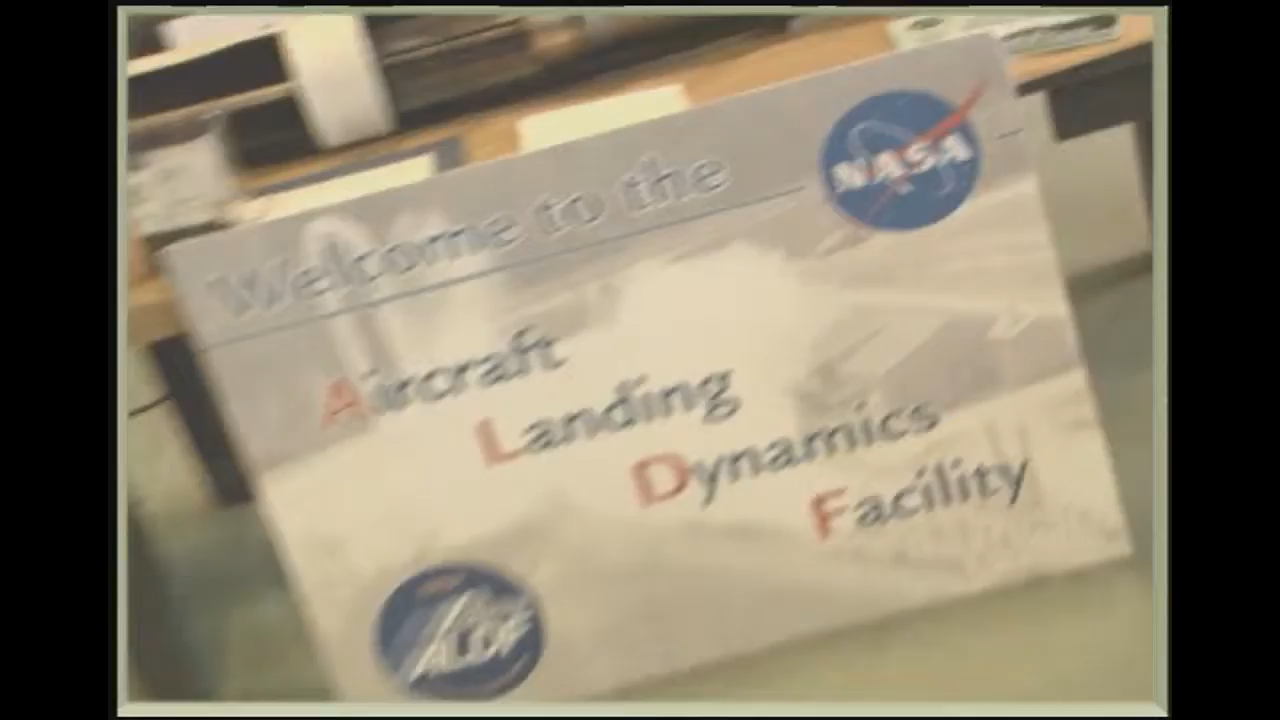 Welcome to the
NASA
Aircraft
Landing
Dynamics
Facility
ALDF